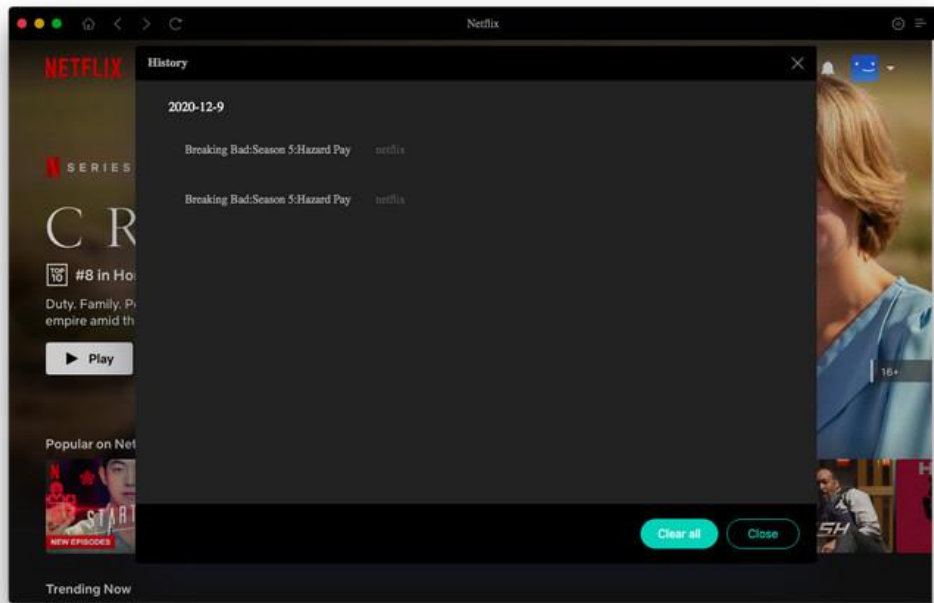 Netflix
NETFLIX
History
2020-12-9
Breaking Bad:Season 5:Hazard Pay netflix
Breaking Bad:Season 5:Hazard Pay netflix
N SERIES
C R
TOP 10 #8 in Ho
Duty. Family. P
empire amid th
Play
16+
Popular on Net
N
START
NEW EPISODES
SH
H
Clear all
Close
Trending Now